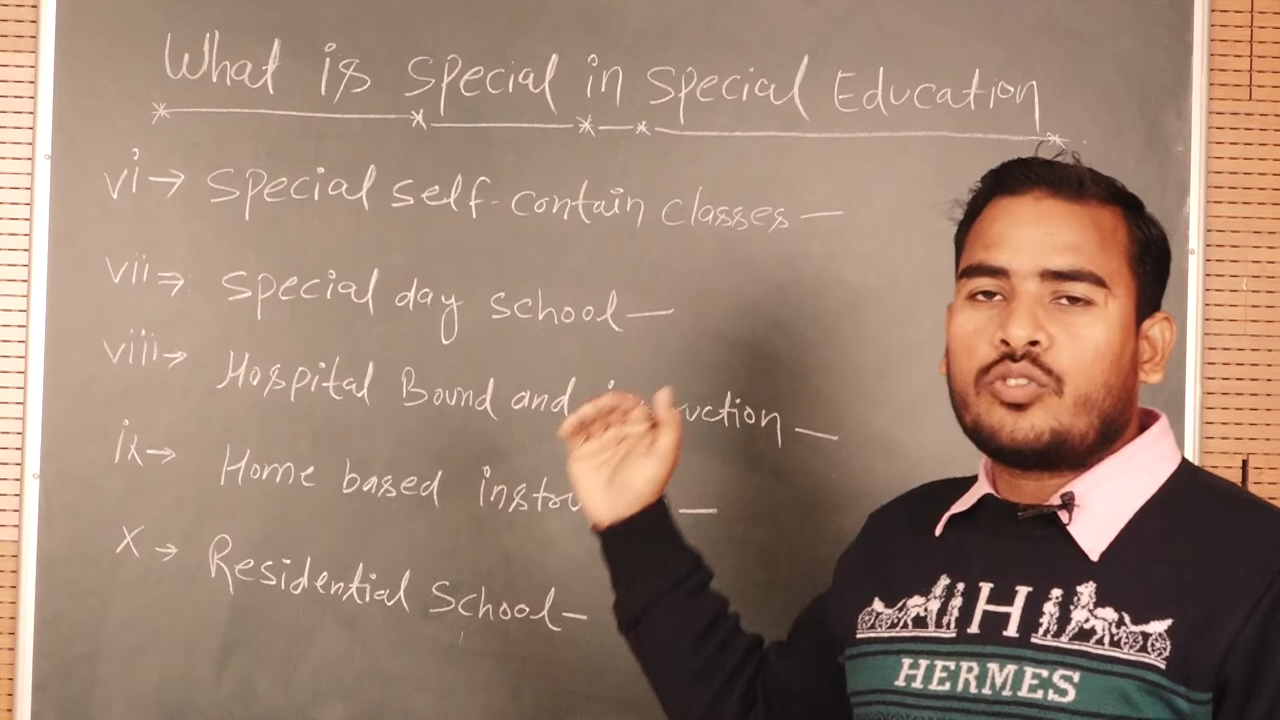 What is special in special Education
vi→ special self-contain classes —
vii→ special day school —
viii→ Hospital Bound and
ix→ Home based —
x→ Residential School —
H
HERMES